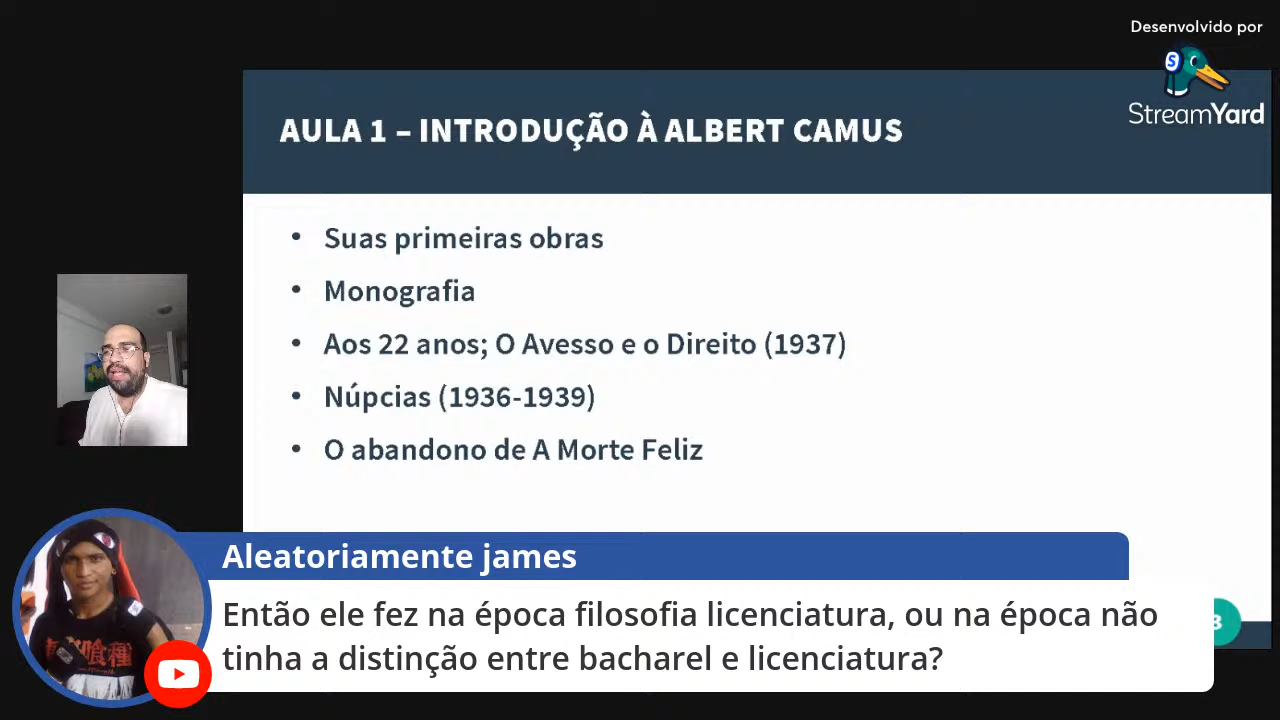 Desenvolvido por
StreamYard
AULA 1 – INTRODUÇÃO À ALBERT CAMUS
• Suas primeiras obras
• Monografia
• Aos 22 anos; O Avesso e o Direito (1937)
• Núpcias (1936-1939)
• O abandono de A Morte Feliz
Aleatoriamente james
Então ele fez na época filosofia licenciatura, ou na época não
tinha a distinção entre bacharel e licenciatura?